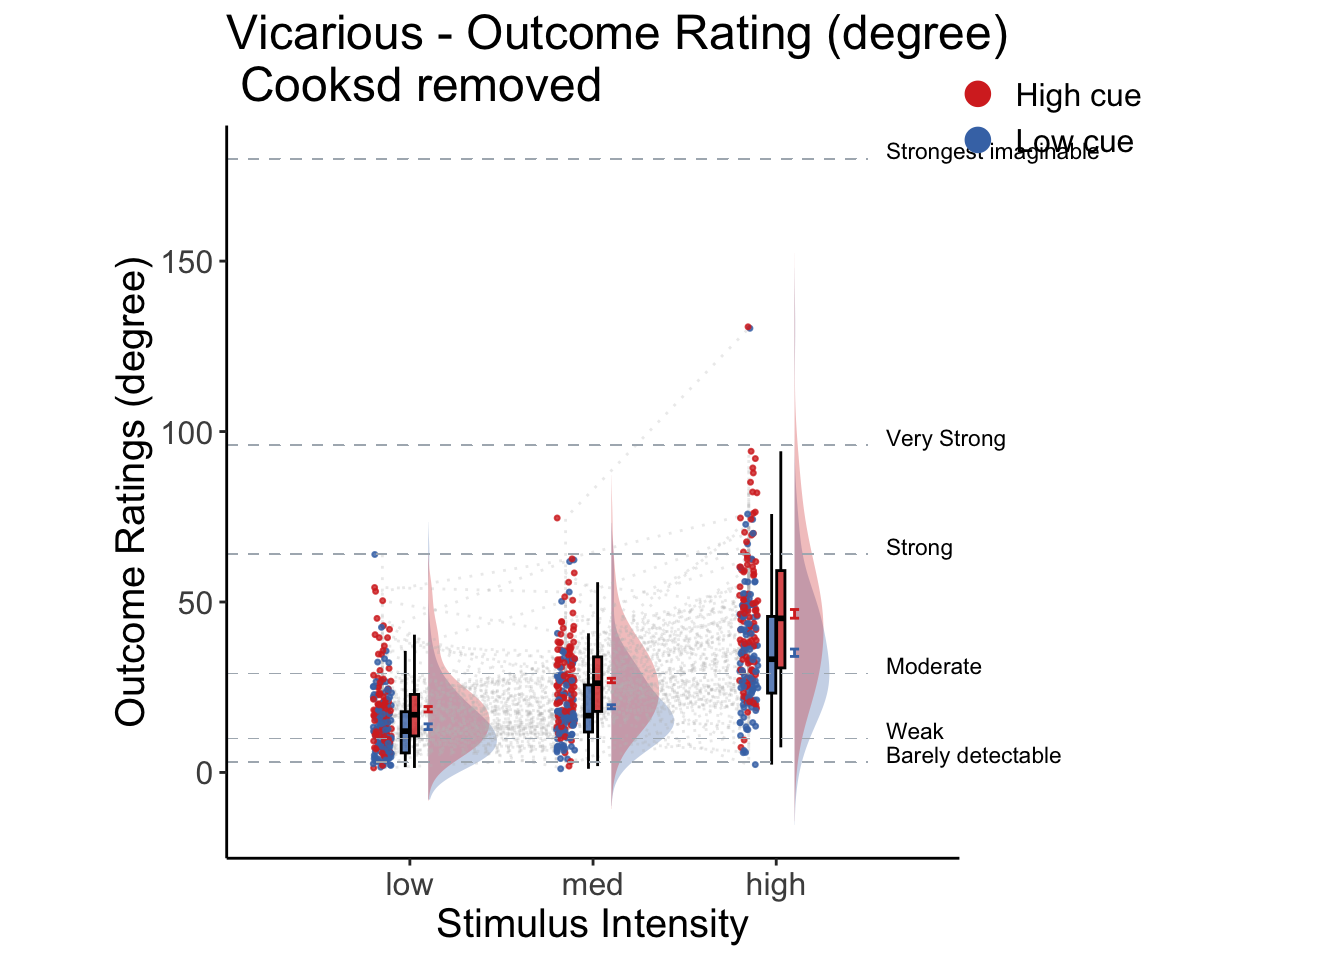 Vicarious - Outcome Rating (degree)
Cooksd removed
High cue
Low cue
Strongest imaginable
150
100
Very Strong
Strong
50
Moderate
Weak
Barely detectable
0
Outcome Ratings (degree)
low
med
high
Stimulus Intensity